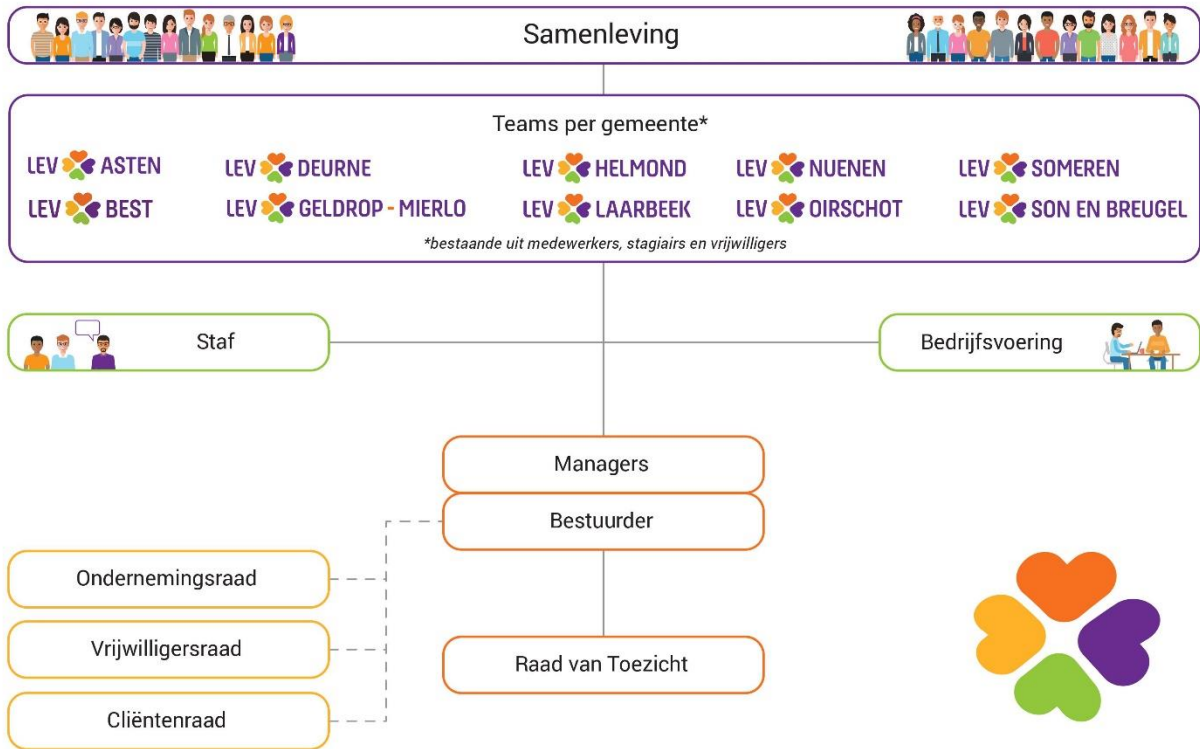 Samenleving
Teams per gemeente*
LEV ASTEN
LEV DEURNE
LEV HELMOND
LEV NUENEN
LEV SOMEREN
LEV BEST
LEV GELDROP - MIERLO
LEV LAARBEEK
LEV OIRSCHOT
LEV SON EN BREUGEL
*bestaande uit medewerkers, stagiairs en vrijwilligers
Staf
Bedrijfsvoering
Managers
Bestuurder
Ondernemingsraad
Vrijwilligersraad
Raad van Toezicht
Cliëntenraad